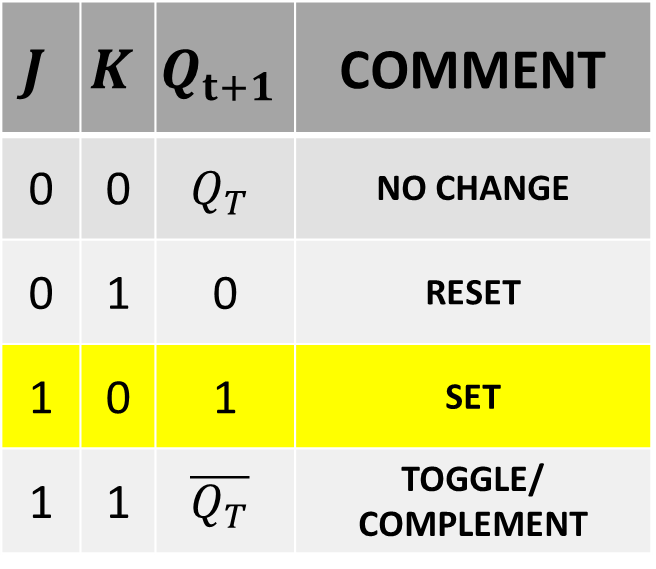 J K Qt+1 COMMENT
0 0 QT NO CHANGE
0 1 0 RESET
1 0 1 SET
1 1 Q̅T̅ TOGGLE/
COMPLEMENT